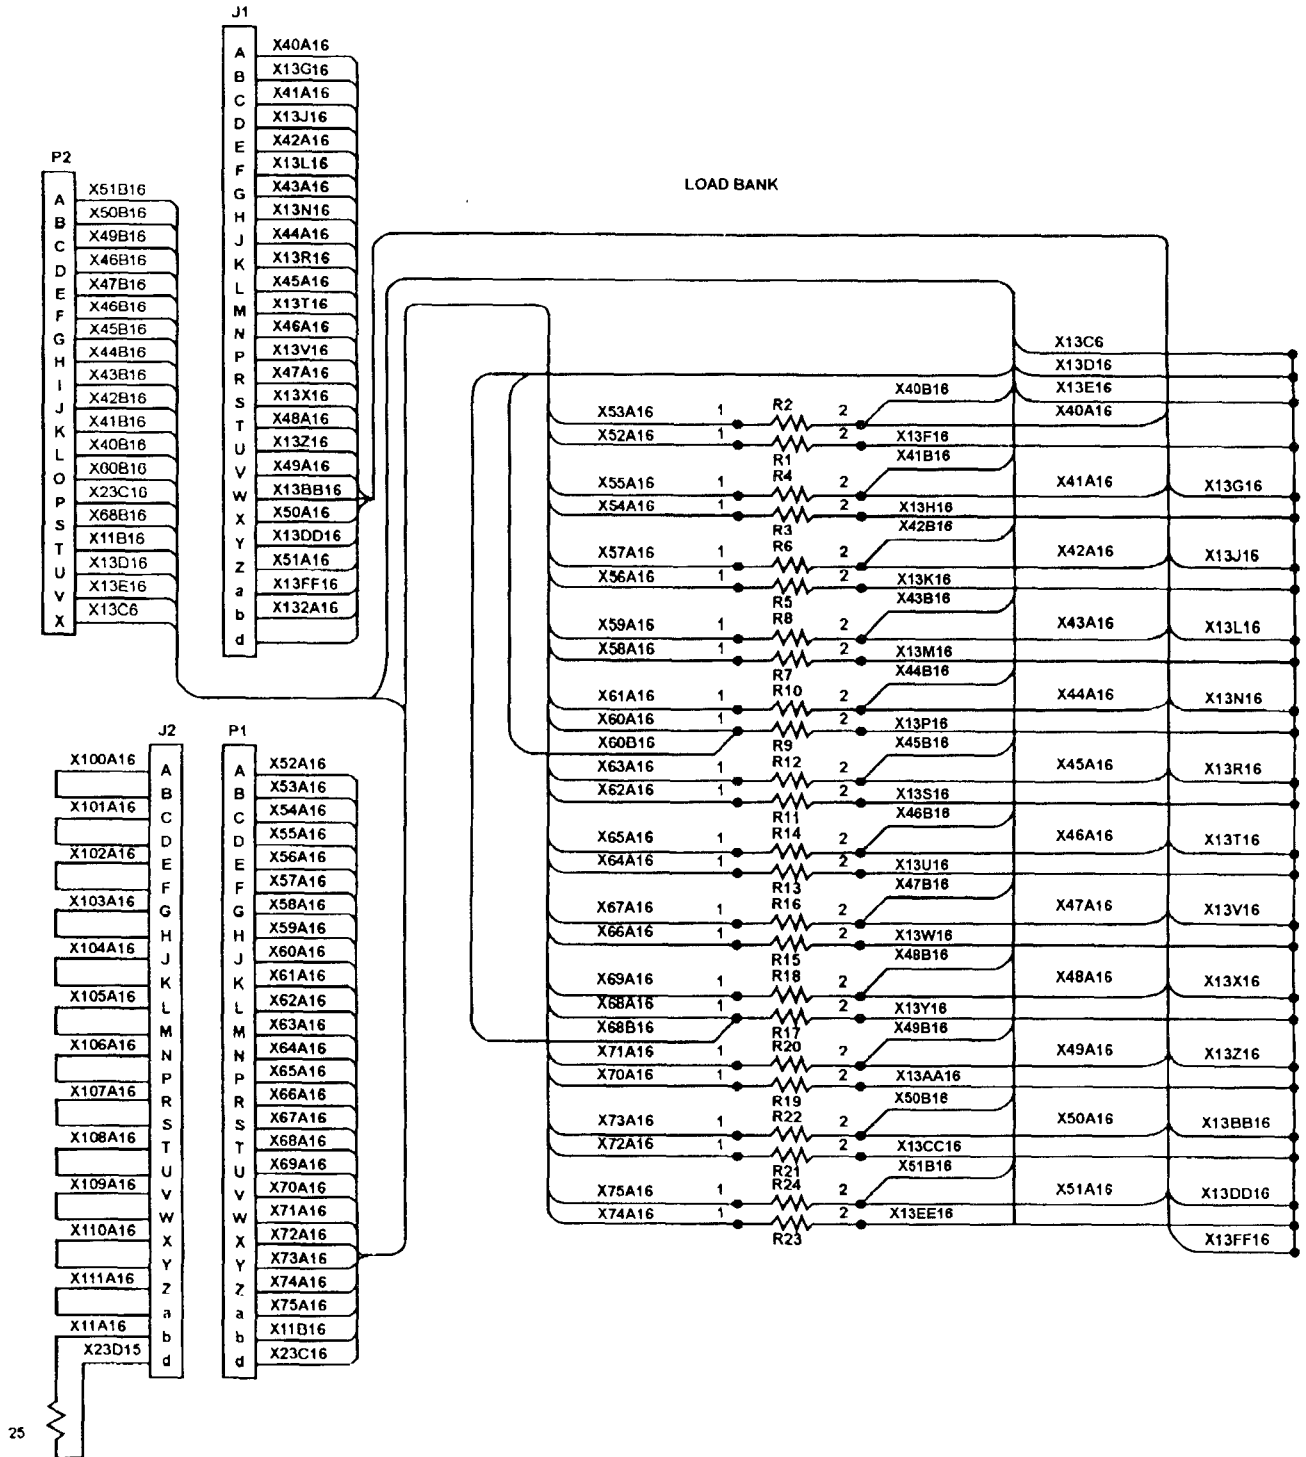 J1
A X40A16
B X13G16
C X41A16
D X13J16
E X42A16
F X13L16
G X43A16
H X13N16
J X44A16
K X13R16
L X45A16
M X13T16
N X46A16
P X13V16
R X47A16
S X13X16
T X48A16
U X13Z16
V X49A16
W X13BB16
X X50A16
Y X13DD16
Z X51A16
a X13FF16
b X132A16
d
P2
A X51B16
B X50B16
C X49B16
D X46B16
E X47B16
F X46B16
G X45B16
H X44B16
I X43B16
J X42B16
K X41B16
L X40B16
O X60B16
P X23C16
S X68B16
T X11B16
U X13D16
V X13E16
X X13C6
J2
X100A16 A
B
X101A16 C
D
X102A16 E
F
X103A16 G
H
X104A16 J
K
X105A16 L
M
X106A16 N
P
X107A16 R
S
X108A16 T
U
X109A16 V
W
X110A16 X
Y
X111A16 Z
a
X11A16 b
X23D15 d
25
P1
A X52A16
B X53A16
C X54A16
D X55A16
E X56A16
F X57A16
G X58A16
H X59A16
J X60A16
K X61A16
L X62A16
M X63A16
N X64A16
P X65A16
R X66A16
S X67A16
T X68A16
U X69A16
V X70A16
W X71A16
X X72A16
Y X73A16
Z X74A16
a X75A16
b X11B16
d X23C16
LOAD BANK
X13C6
X13D16
X13E16
X53A16 1 R2 2 X40B16 X40A16
X52A16 1 R1 2 X13F16
X55A16 1 R4 2 X41B16 X41A16 X13G16
X54A16 1 R3 2 X13H16
X57A16 1 R6 2 X42B16 X42A16 X13J16
X56A16 1 R5 2 X13K16
X59A16 1 R8 2 X43B16 X43A16 X13L16
X58A16 1 R7 2 X13M16
X61A16 1 R10 2 X44B16 X44A16 X13N16
X60A16 1 R9 2 X13P16
X60B16
X63A16 1 R12 2 X45B16 X45A16 X13R16
X62A16 1 R11 2 X13S16
X65A16 1 R14 2 X46B16 X46A16 X13T16
X64A16 1 R13 2 X13U16
X67A16 1 R16 2 X47B16 X47A16 X13V16
X66A16 1 R15 2 X13W16
X69A16 1 R18 2 X48B16 X48A16 X13X16
X68A16 1 R17 2 X13Y16
X68B16
X71A16 1 R20 2 X49B16 X49A16 X13Z16
X70A16 1 R19 2 X13AA16
X73A16 1 R22 2 X50B16 X50A16 X13BB16
X72A16 1 R21 2 X13CC16
X75A16 1 R24 2 X51B16 X51A16 X13DD16
X74A16 1 R23 2 X13EE16
X13FF16